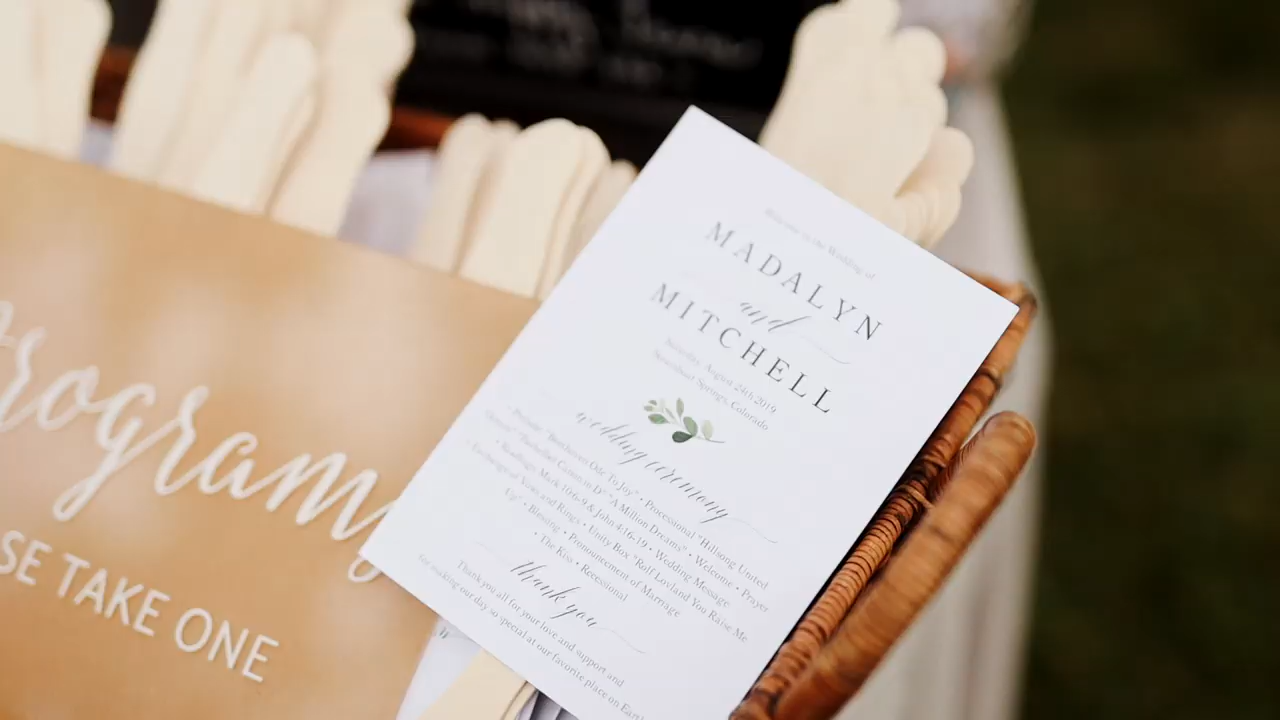 Programs
SE TAKE ONE
Welcome to the Wedding of
MADALYN
and
MITCHELL
Saturday, August 24th 2019
Steamboat Springs, Colorado
wedding ceremony
"Beethoven Ode To Joy" • Processional "Hillsong United
"Pachelbel Canon in D" "A Million Dreams" • Welcome • Prayer
• Readings: Mark 10:6-9 & John 4:16-19 • Wedding Message
Exchange of Vows and Rings • Unity Box "Rolf Lovland You Raise Me
Up" • Blessing • Pronouncement of Marriage
• The Kiss • Recessional
thank you
Thank you all for your love and support and
for making our day so special at our favorite place on Earth